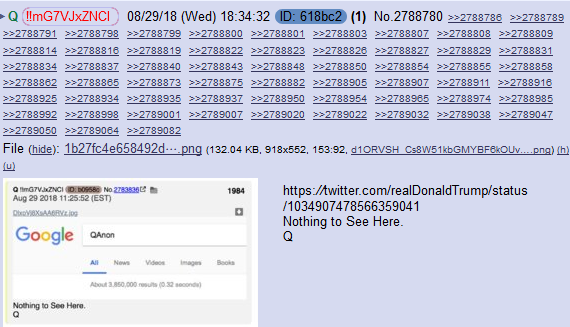 Q !!mG7VJxZNCI 08/29/18 (Wed) 18:34:32 ID: 618bc2 (1) No.2788780 >>2788786 >>2788789
>>2788791 >>2788798 >>2788799 >>2788800 >>2788801 >>2788803 >>2788807 >>2788808 >>2788809
>>2788814 >>2788816 >>2788819 >>2788822 >>2788823 >>2788826 >>2788828 >>2788829 >>2788831
>>2788834 >>2788837 >>2788840 >>2788843 >>2788848 >>2788850 >>2788854 >>2788855 >>2788858
>>2788862 >>2788865 >>2788873 >>2788875 >>2788882 >>2788905 >>2788907 >>2788911 >>2788916
>>2788925 >>2788934 >>2788935 >>2788937 >>2788950 >>2788954 >>2788954 >>2788974 >>2788985
>>2788992 >>2788998 >>2789001 >>2789007 >>2789020 >>2789022 >>2789032 >>2789038 >>2789047
>>2789050 >>2789064 >>2789082
File (hide): 1b27fc4e658492d⋯.png (132.04 KB, 918x552, 153:92, d1ORVSH_Cs8W51kbGMYBF6kOUv….png) (h)
(u)
Q !!mG7VJxZNCI ID: b0958c No.2783836 1984
Aug 29 2018 11:25:52 (EST)
DlxoVj8XsAA6RVz.jpg
Google QAnon
All News Videos Images Books
About 3,850,000 results (0.32 seconds)
Nothing to See Here.
Q
https://twitter.com/realDonaldTrump/status
/1034907478566359041
Nothing to See Here.
Q